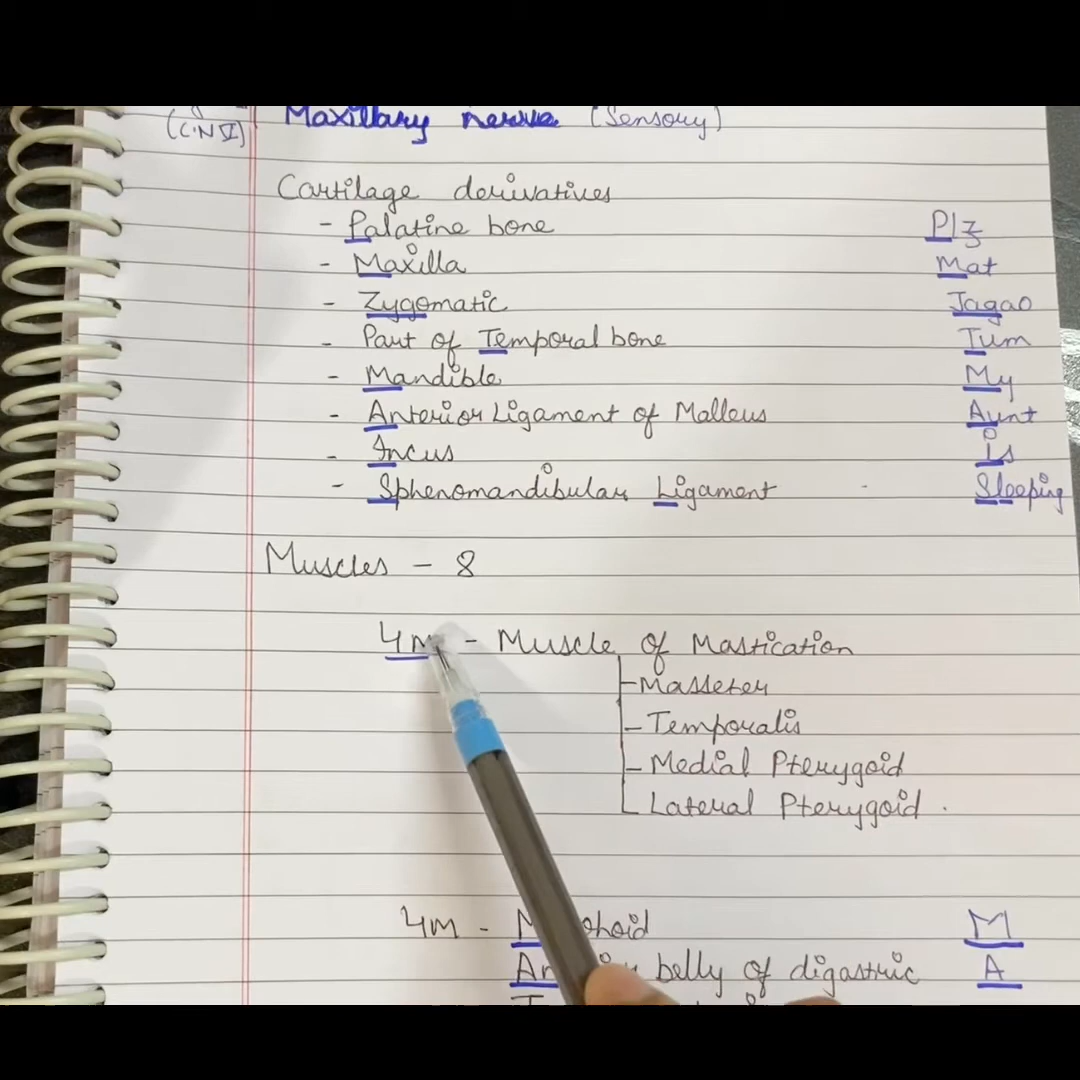 (C.N V) Maxillary nerve (Sensory)
Cartilage derivatives
- Palatine bone Plz
- Maxilla Mat
- Zygomatic Jagao
- Part of Temporal bone Tum
- Mandible My
- Anterior Ligament of Malleus Aunt
- Incus is
- Sphenomandibular Ligament - Sleeping
Muscles - 8
4M - Muscle of Mastication
- Masseter
- Temporalis
- Medial Pterygoid
- Lateral Pterygoid .
4M - M
belly of digastric A